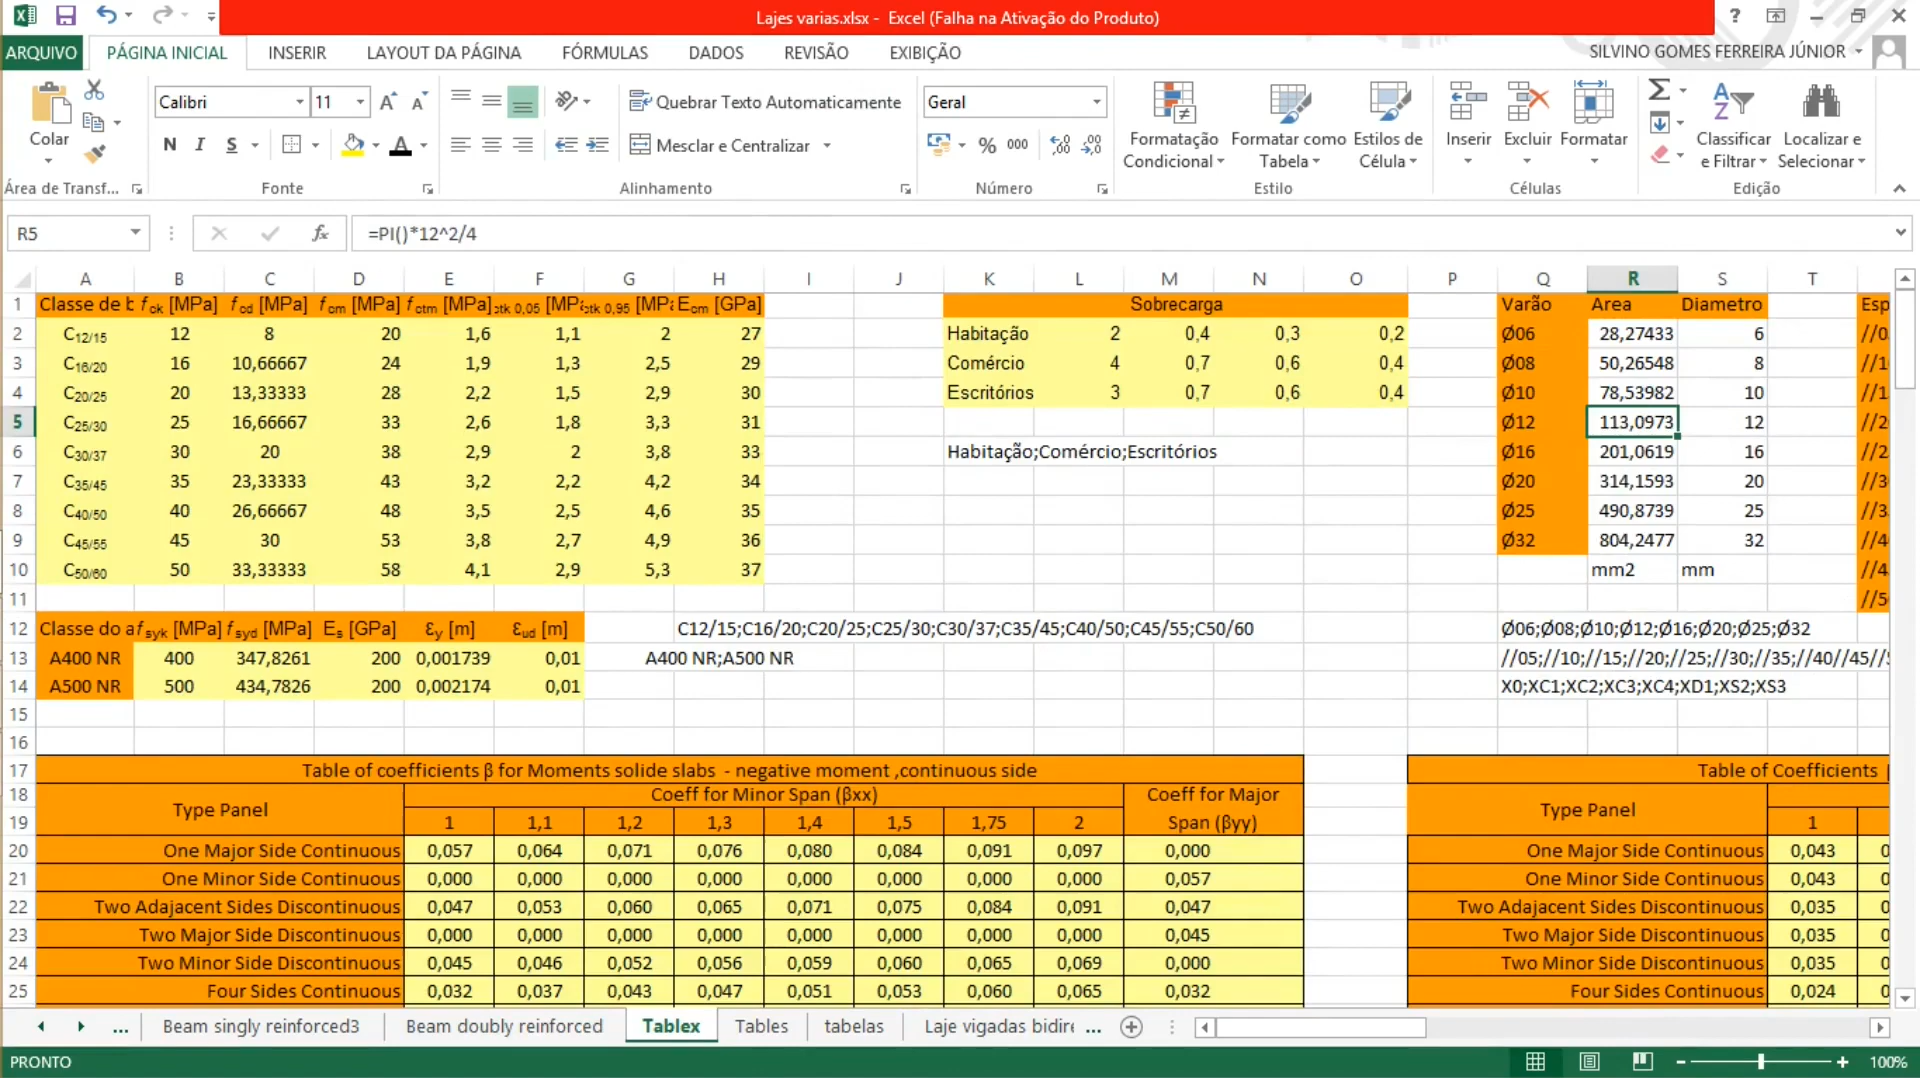 Lajes varias.xlsx - Excel (Falha na Ativação do Produto)
ARQUIVO PÁGINA INICIAL INSERIR LAYOUT DA PÁGINA FÓRMULAS DADOS REVISÃO EXIBIÇÃO SILVINO GOMES FERREIRA JÚNIOR
Calibri 11 Quebrar Texto Automaticamente Geral
Colar N I S Mesclar e Centralizar % 000 Formatação Condicional Formatar como Tabela Estilos de Célula Inserir Excluir Formatar Classificar e Filtrar Localizar e Selecionar
Área de Transf... Fonte Alinhamento Número Estilo Células Edição
R5 fx =PI()*12^2/4
A B C D E F G H I J K L M N O P Q R S T
1 Classe de b fck [MPa] fcd [MPa] fcm [MPa] fctm [MPa] ctk 0,05 [MPa ctk 0,95 [MPa Ecm [GPa] Sobrecarga Varão Area Diametro Esp
2 C12/15 12 8 20 1,6 1,1 2 27 Habitação 2 0,4 0,3 0,2 Ø06 28,27433 6 //0
3 C16/20 16 10,66667 24 1,9 1,3 2,5 29 Comércio 4 0,7 0,6 0,4 Ø08 50,26548 8 //1
4 C20/25 20 13,33333 28 2,2 1,5 2,9 30 Escritórios 3 0,7 0,6 0,4 Ø10 78,53982 10 //1
5 C25/30 25 16,66667 33 2,6 1,8 3,3 31 Ø12 113,0973 12 //2
6 C30/37 30 20 38 2,9 2 3,8 33 Habitação;Comércio;Escritórios Ø16 201,0619 16 //2
7 C35/45 35 23,33333 43 3,2 2,2 4,2 34 Ø20 314,1593 20 //3
8 C40/50 40 26,66667 48 3,5 2,5 4,6 35 Ø25 490,8739 25 //3
9 C45/55 45 30 53 3,8 2,7 4,9 36 Ø32 804,2477 32 //4
10 C50/60 50 33,33333 58 4,1 2,9 5,3 37 mm2 mm //4
11 //5
12 Classe do a fsyk [MPa] fsyd [MPa] Es [GPa] Ɛy [m] Ɛud [m] C12/15;C16/20;C20/25;C25/30;C30/37;C35/45;C40/50;C45/55;C50/60 Ø06;Ø08;Ø10;Ø12;Ø16;Ø20;Ø25;Ø32
13 A400 NR 400 347,8261 200 0,001739 0,01 A400 NR;A500 NR //05;//10;//15;//20;//25;//30;//35;//40//45//
14 A500 NR 500 434,7826 200 0,002174 0,01 X0;XC1;XC2;XC3;XC4;XD1;XS2;XS3
15
16
17 Table of coefficients β for Moments solide slabs - negative moment ,continuous side Table of Coefficients
18 Type Panel Coeff for Minor Span (βxx) Coeff for Major Type Panel
19 1 1,1 1,2 1,3 1,4 1,5 1,75 2 Span (βyy) 1
20 One Major Side Continuous 0,057 0,064 0,071 0,076 0,080 0,084 0,091 0,097 0,000 One Major Side Continuous 0,043 0
21 One Minor Side Continuous 0,000 0,000 0,000 0,000 0,000 0,000 0,000 0,000 0,057 One Minor Side Continuous 0,043 0
22 Two Adajacent Sides Discontinuous 0,047 0,053 0,060 0,065 0,071 0,075 0,084 0,091 0,047 Two Adajacent Sides Discontinuous 0,035 0
23 Two Major Side Discontinuous 0,000 0,000 0,000 0,000 0,000 0,000 0,000 0,000 0,045 Two Major Side Discontinuous 0,035 0
24 Two Minor Side Discontinuous 0,045 0,046 0,052 0,056 0,059 0,060 0,065 0,069 0,000 Two Minor Side Discontinuous 0,035 0
25 Four Sides Continuous 0,032 0,037 0,043 0,047 0,051 0,053 0,060 0,065 0,032 Four Sides Continuous 0,024 0
... Beam singly reinforced3 Beam doubly reinforced Tablex Tables tabelas Laje vigadas bidire ...
PRONTO 100%